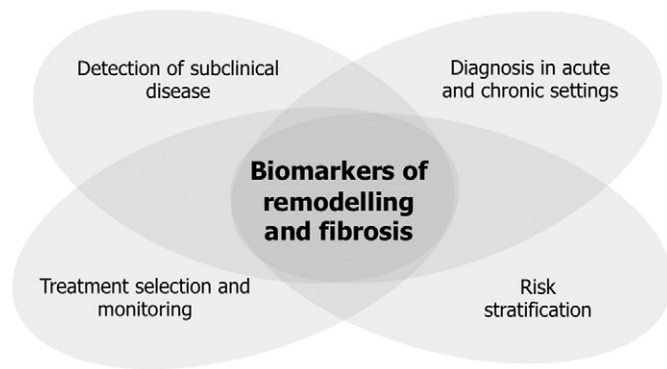 Detection of subclinical
disease
Diagnosis in acute
and chronic settings
Biomarkers of
remodelling
and fibrosis
Treatment selection and
monitoring
Risk
stratification